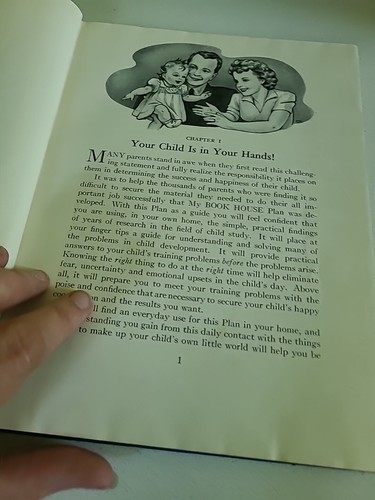 CHAPTER 1
Your Child Is in Your Hands!
MANY parents stand in awe when they first read this challeng-
ing statement and fully realize the responsibility it places on
them in determining the success and happiness of their child.
It was to help the thousands of parents who were finding it so
difficult to secure the material they needed to do their all im-
portant job successfully that MY BOOK HOUSE Plan was de-
veloped. With this Plan as a guide you will feel confident that
you are using, in your own home, the simple, practical findings
of years of research in the field of child study. It will place at
your finger tips a guide for understanding and solving many of
the problems in child development. It will provide practical
answers to your child's training problems before the problems arise.
Knowing the right thing to do at the right time will help eliminate
fear, uncertainty and emotional upsets in the child's day. Above
all, it will prepare you to meet your training problems with the
poise and confidence that are necessary to secure your child's happy
and the results you want.
find an everyday use for this Plan in your home, and
standing you gain from this daily contact with the things
to make up your child's own little world will help you be
1